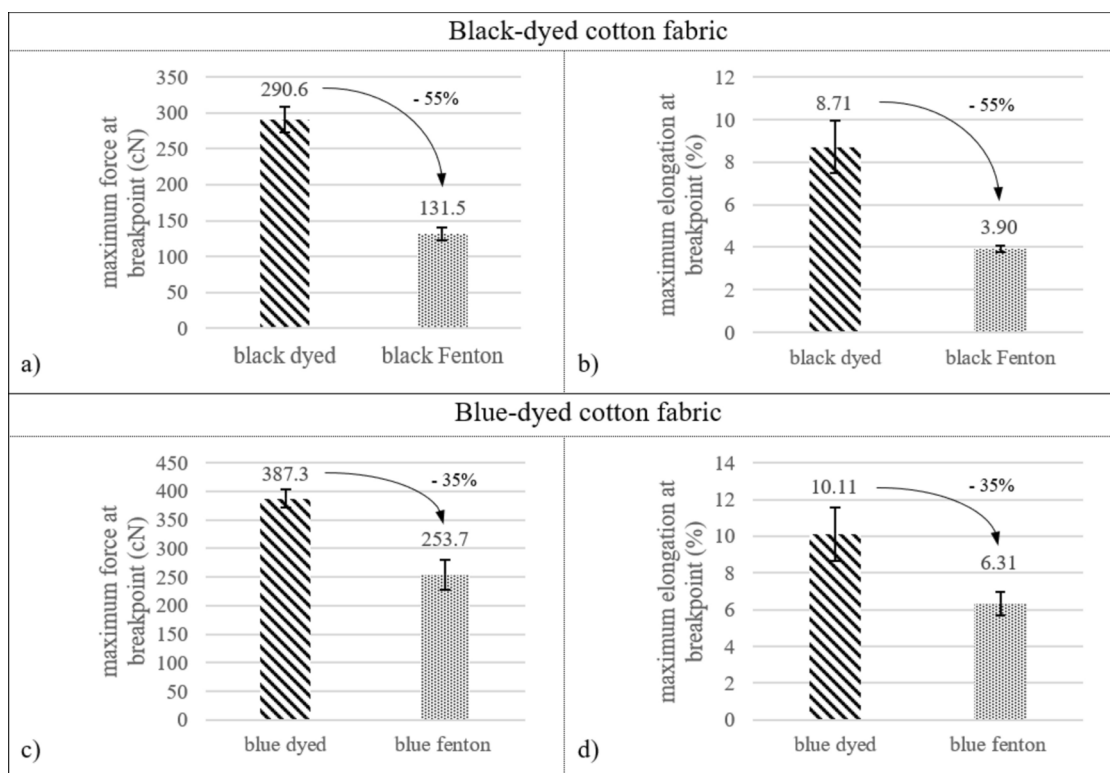 Black-dyed cotton fabric
maximum force at
breakpoint (cN)
350
300
250
200
150
100
50
0
290.6
- 55%
131.5
black dyed
black Fenton
a)
maximum elongation at
breakpoint (%)
12
10
8
6
4
2
0
8.71
- 55%
3.90
black dyed
black Fenton
b)
Blue-dyed cotton fabric
maximum force at
breakpoint (cN)
450
400
350
300
250
200
150
100
50
0
387.3
- 35%
253.7
blue dyed
blue fenton
c)
maximum elongation at
breakpoint (%)
14
12
10
8
6
4
2
0
10.11
- 35%
6.31
blue dyed
blue fenton
d)